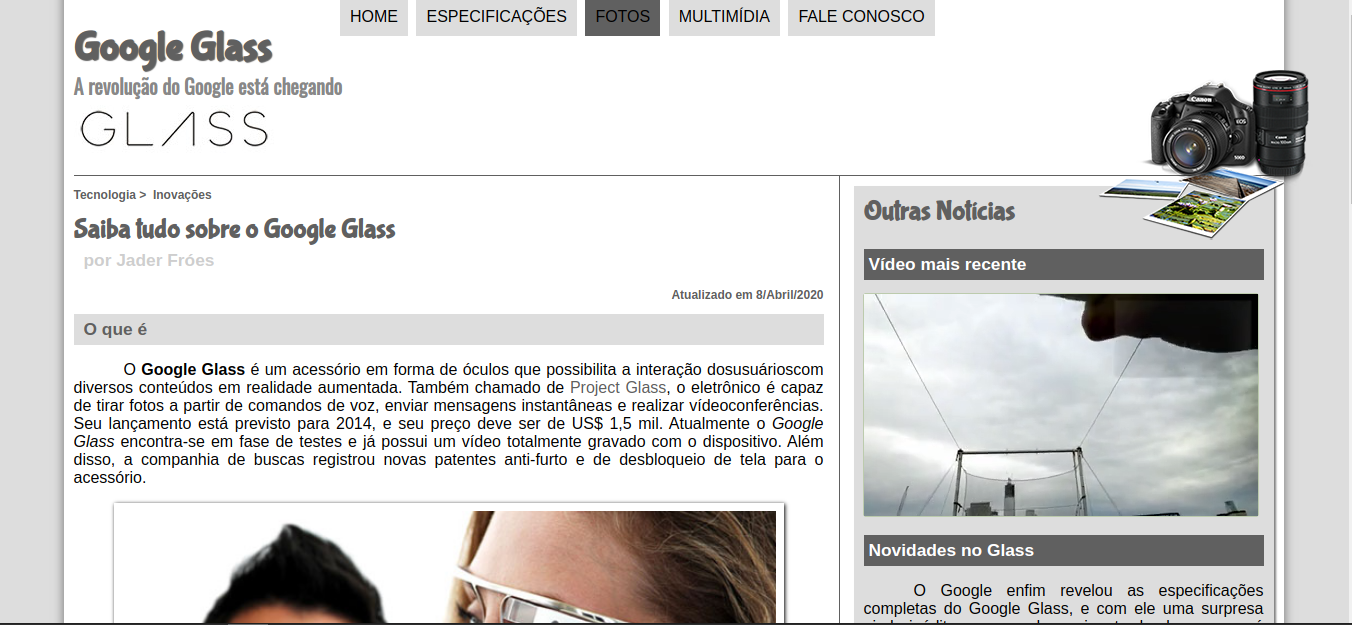 HOME ESPECIFICAÇÕES FOTOS MULTIMÍDIA FALE CONOSCO
Google Glass
A revolução do Google está chegando
GLASS
Tecnologia > Inovações
Saiba tudo sobre o Google Glass
por Jader Fróes
Atualizado em 8/Abril/2020
O que é
O Google Glass é um acessório em forma de óculos que possibilita a interação dosusuárioscom
diversos conteúdos em realidade aumentada. Também chamado de Project Glass, o eletrônico é capaz
de tirar fotos a partir de comandos de voz, enviar mensagens instantâneas e realizar vídeoconferências.
Seu lançamento está previsto para 2014, e seu preço deve ser de US$ 1,5 mil. Atualmente o Google
Glass encontra-se em fase de testes e já possui um vídeo totalmente gravado com o dispositivo. Além
disso, a companhia de buscas registrou novas patentes anti-furto e de desbloqueio de tela para o
acessório.
Canon
EOS
500D
Canon
Outras Notícias
Vídeo mais recente
Novidades no Glass
O Google enfim revelou as especificações
completas do Google Glass, e com ele uma surpresa